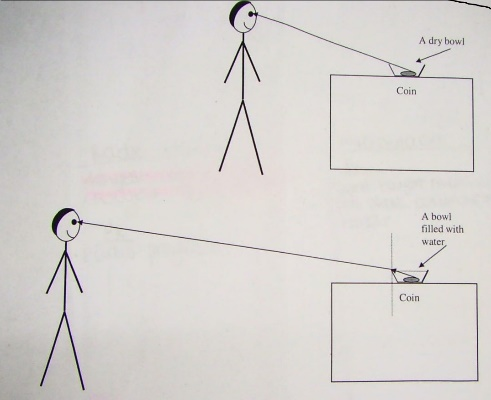 A dry bowl
Coin
A bowl
filled with
water
Coin